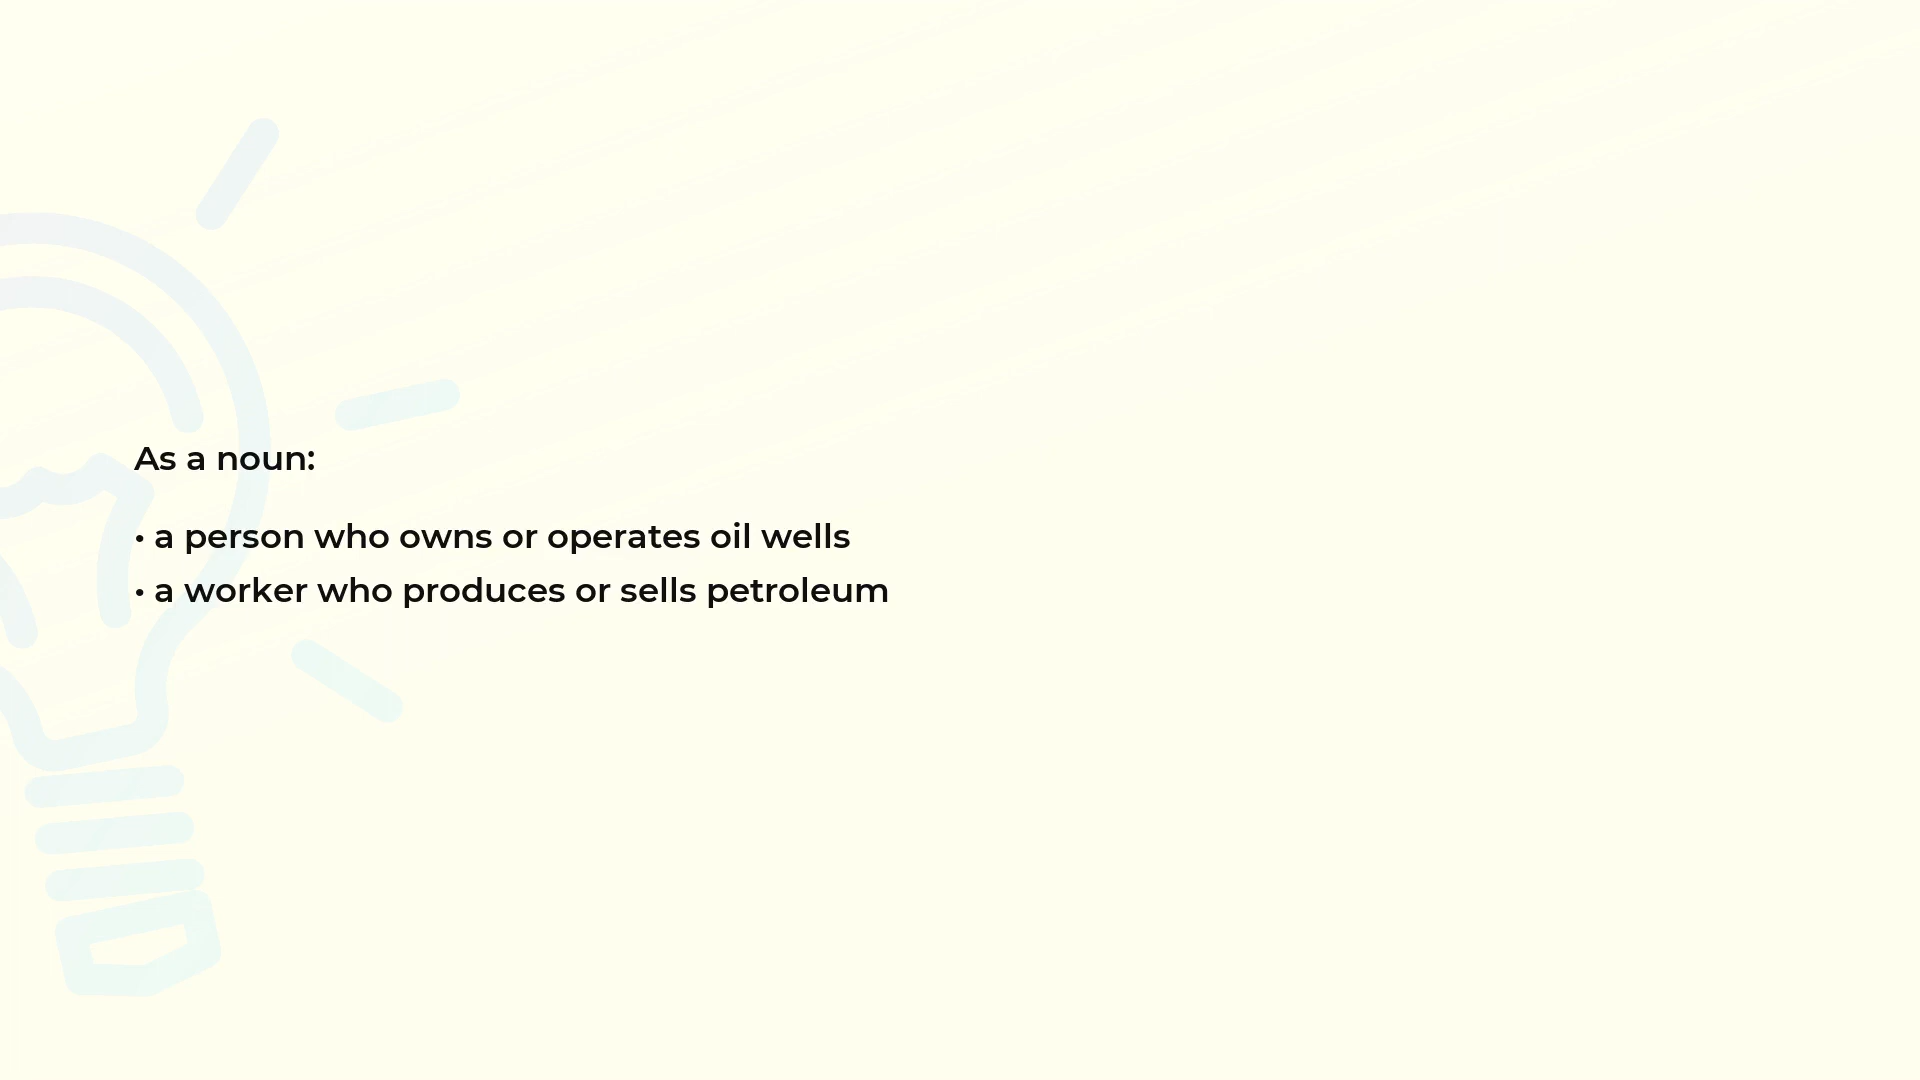 As a noun:
• a person who owns or operates oil wells
• a worker who produces or sells petroleum